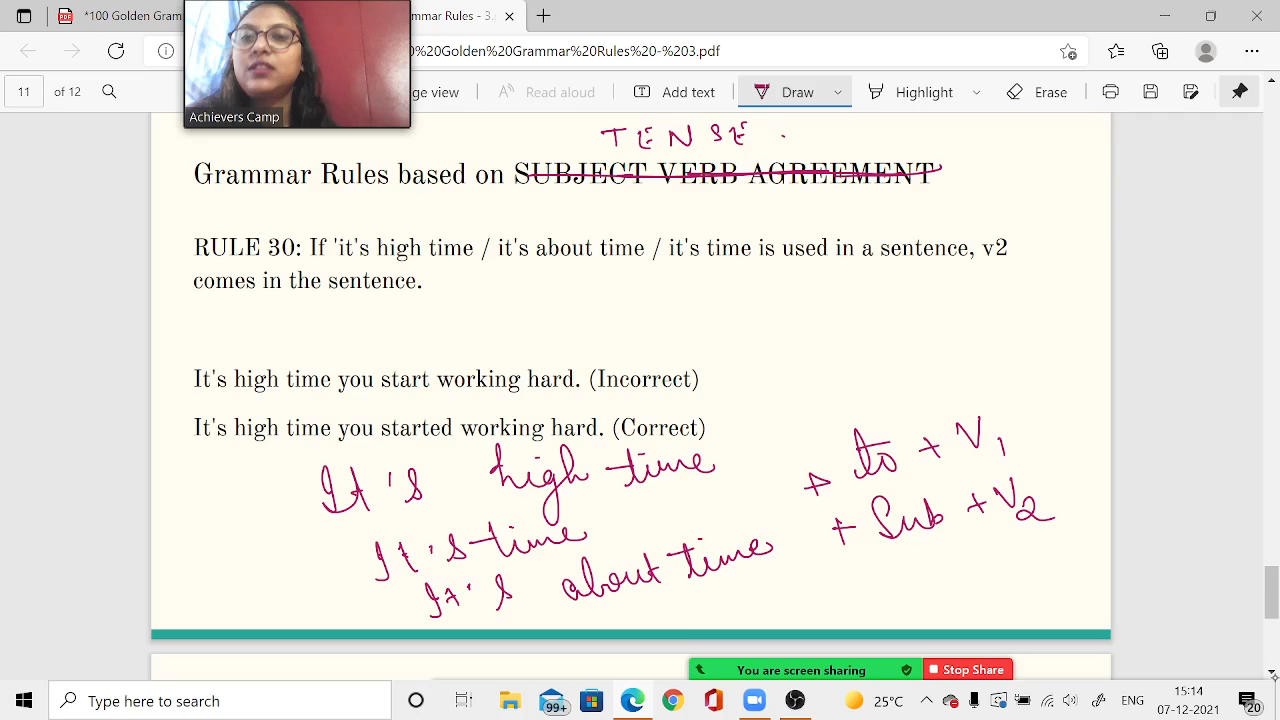 *100 Golden Gramm
mmar Rules - 3.
0%20Golden%20Grammar%20Rules%20-%203.pdf
11 of 12
ge view
Read aloud
Add text
Draw
Highlight
Erase
Achievers Camp
TENSE.
Grammar Rules based on SUBJECT VERB AGREEMENT
RULE 30: If 'it's high time / it's about time / it's time is used in a sentence, v2
comes in the sentence.
It's high time you start working hard. (Incorrect)
It's high time you started working hard. (Correct)
It's high time + to + V1
It's time + Sub + V2
It's about time
You are screen sharing
Stop Share
Type here to search
99+
25°C
ENG
15:14
07-12-2021
20